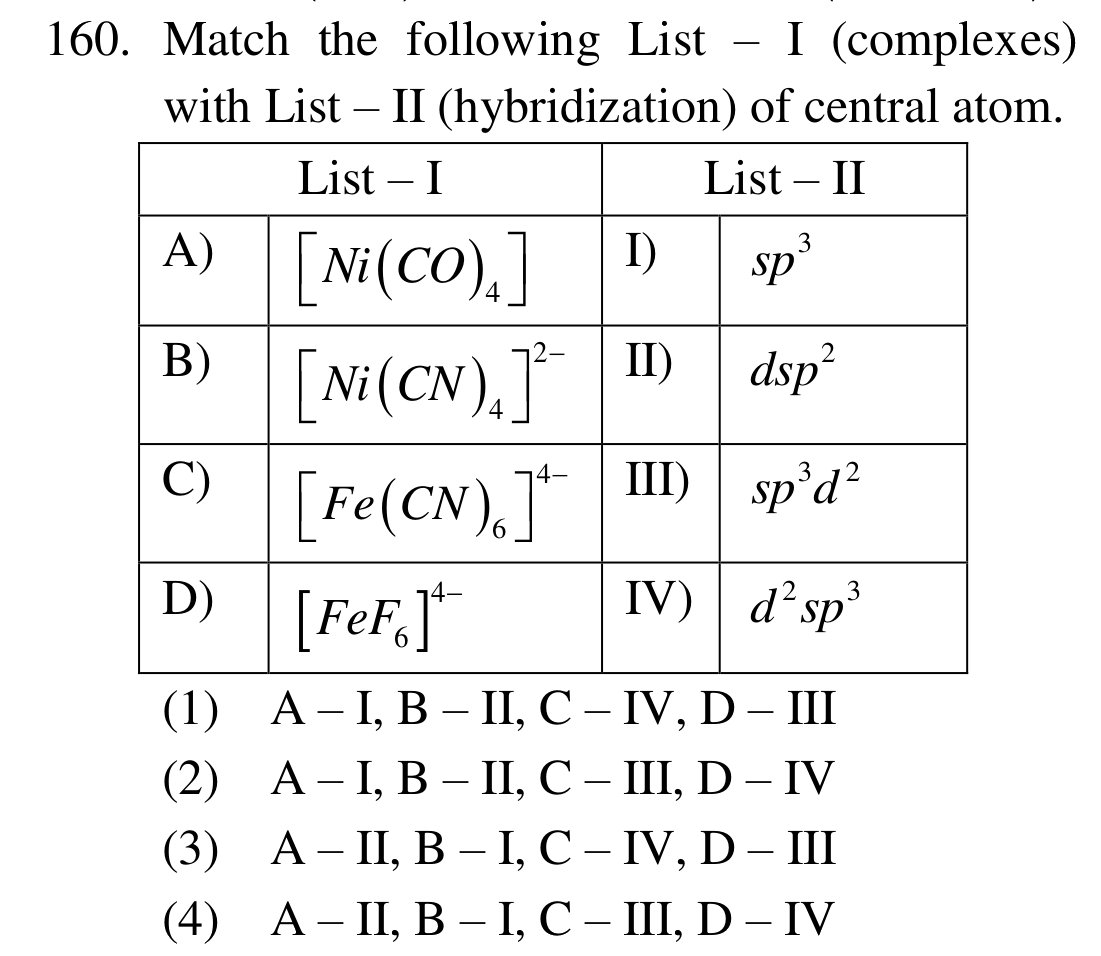 160. Match the following List – I (complexes)
with List – II (hybridization) of central atom.
List – I List – II
A) [Ni(CO)₄] I) sp³
B) [Ni(CN)₄]²⁻ II) dsp²
C) [Fe(CN)₆]⁴⁻ III) sp³d²
D) [FeF₆]⁴⁻ IV) d²sp³
(1) A – I, B – II, C – IV, D – III
(2) A – I, B – II, C – III, D – IV
(3) A – II, B – I, C – IV, D – III
(4) A – II, B – I, C – III, D – IV